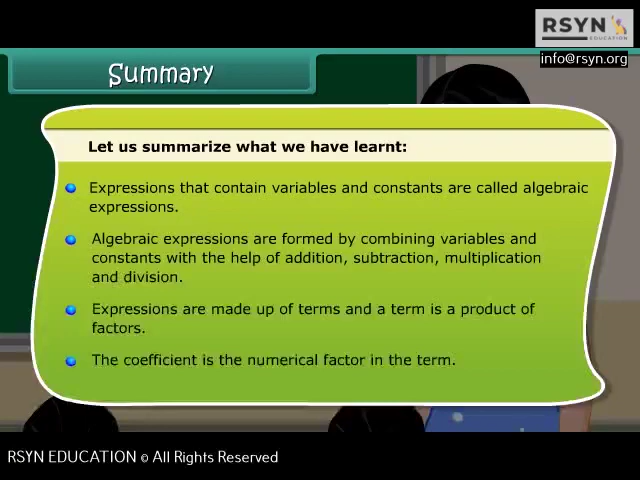 RSYN
EDUCATION
info@rsyn.org
Summary
Let us summarize what we have learnt:
Expressions that contain variables and constants are called algebraic
expressions.
Algebraic expressions are formed by combining variables and
constants with the help of addition, subtraction, multiplication
and division.
Expressions are made up of terms and a term is a product of
factors.
The coefficient is the numerical factor in the term.
RSYN EDUCATION © All Rights Reserved